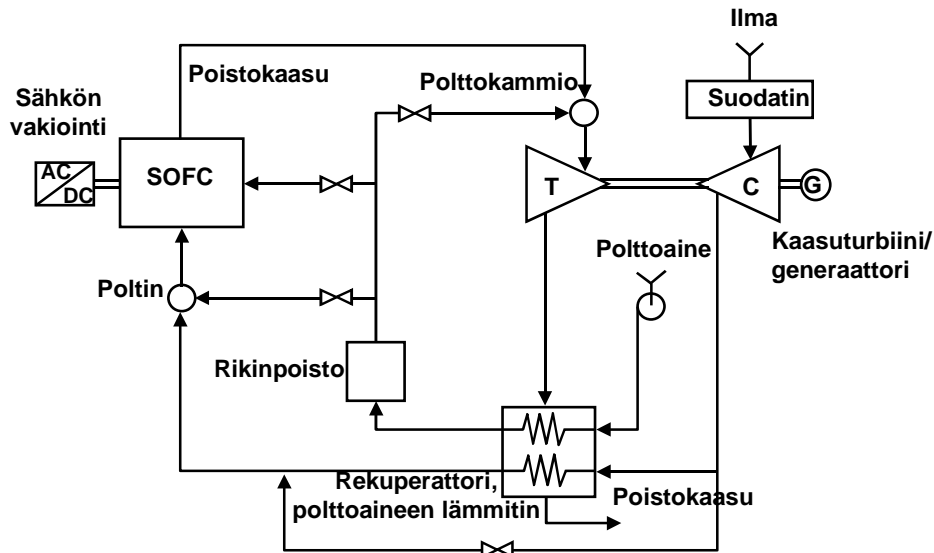 Ilma
Poistokaasu
Polttokammio
Suodatin
Sähkön
vakiointi
AC
DC
SOFC
T
C
G
Kaasuturbiini/
generaattori
Polttoaine
Poltin
Rikinpoisto
Rekuperattori,
polttoaineen lämmitin
Poistokaasu